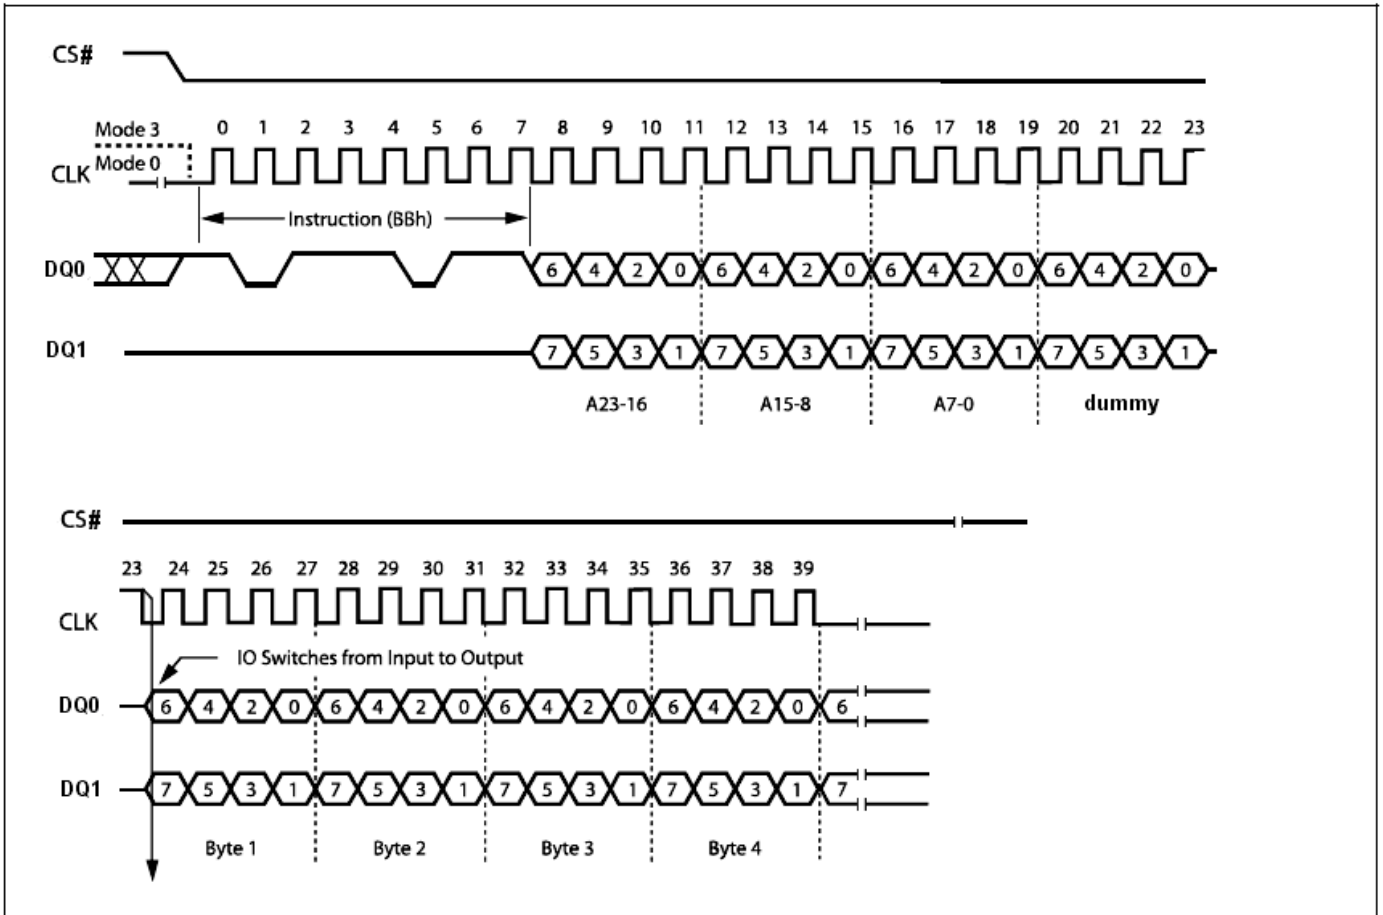 CS#
Mode 3
0 1 2 3 4 5 6 7 8 9 10 11 12 13 14 15 16 17 18 19 20 21 22 23
Mode 0
CLK
Instruction (BBh)
DQ0 6 4 2 0 6 4 2 0 6 4 2 0 6 4 2 0
DQ1 7 5 3 1 7 5 3 1 7 5 3 1 7 5 3 1
A23-16 A15-8 A7-0 dummy
CS#
23 24 25 26 27 28 29 30 31 32 33 34 35 36 37 38 39
CLK
IO Switches from Input to Output
DQ0 6 4 2 0 6 4 2 0 6 4 2 0 6 4 2 0 6
DQ1 7 5 3 1 7 5 3 1 7 5 3 1 7 5 3 1 7
Byte 1 Byte 2 Byte 3 Byte 4